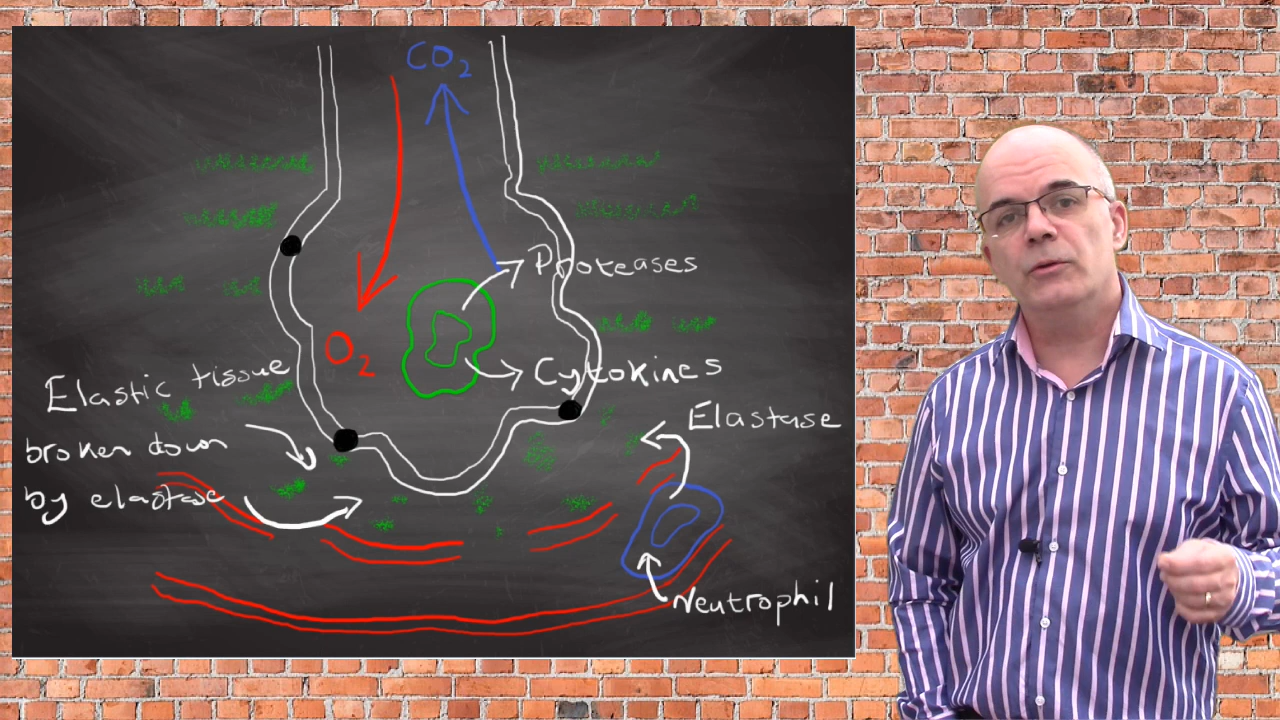 CO₂
Proteases
O₂
Cytokines
Elastic tissue
broken down
by elastase
Elastase
Neutrophil